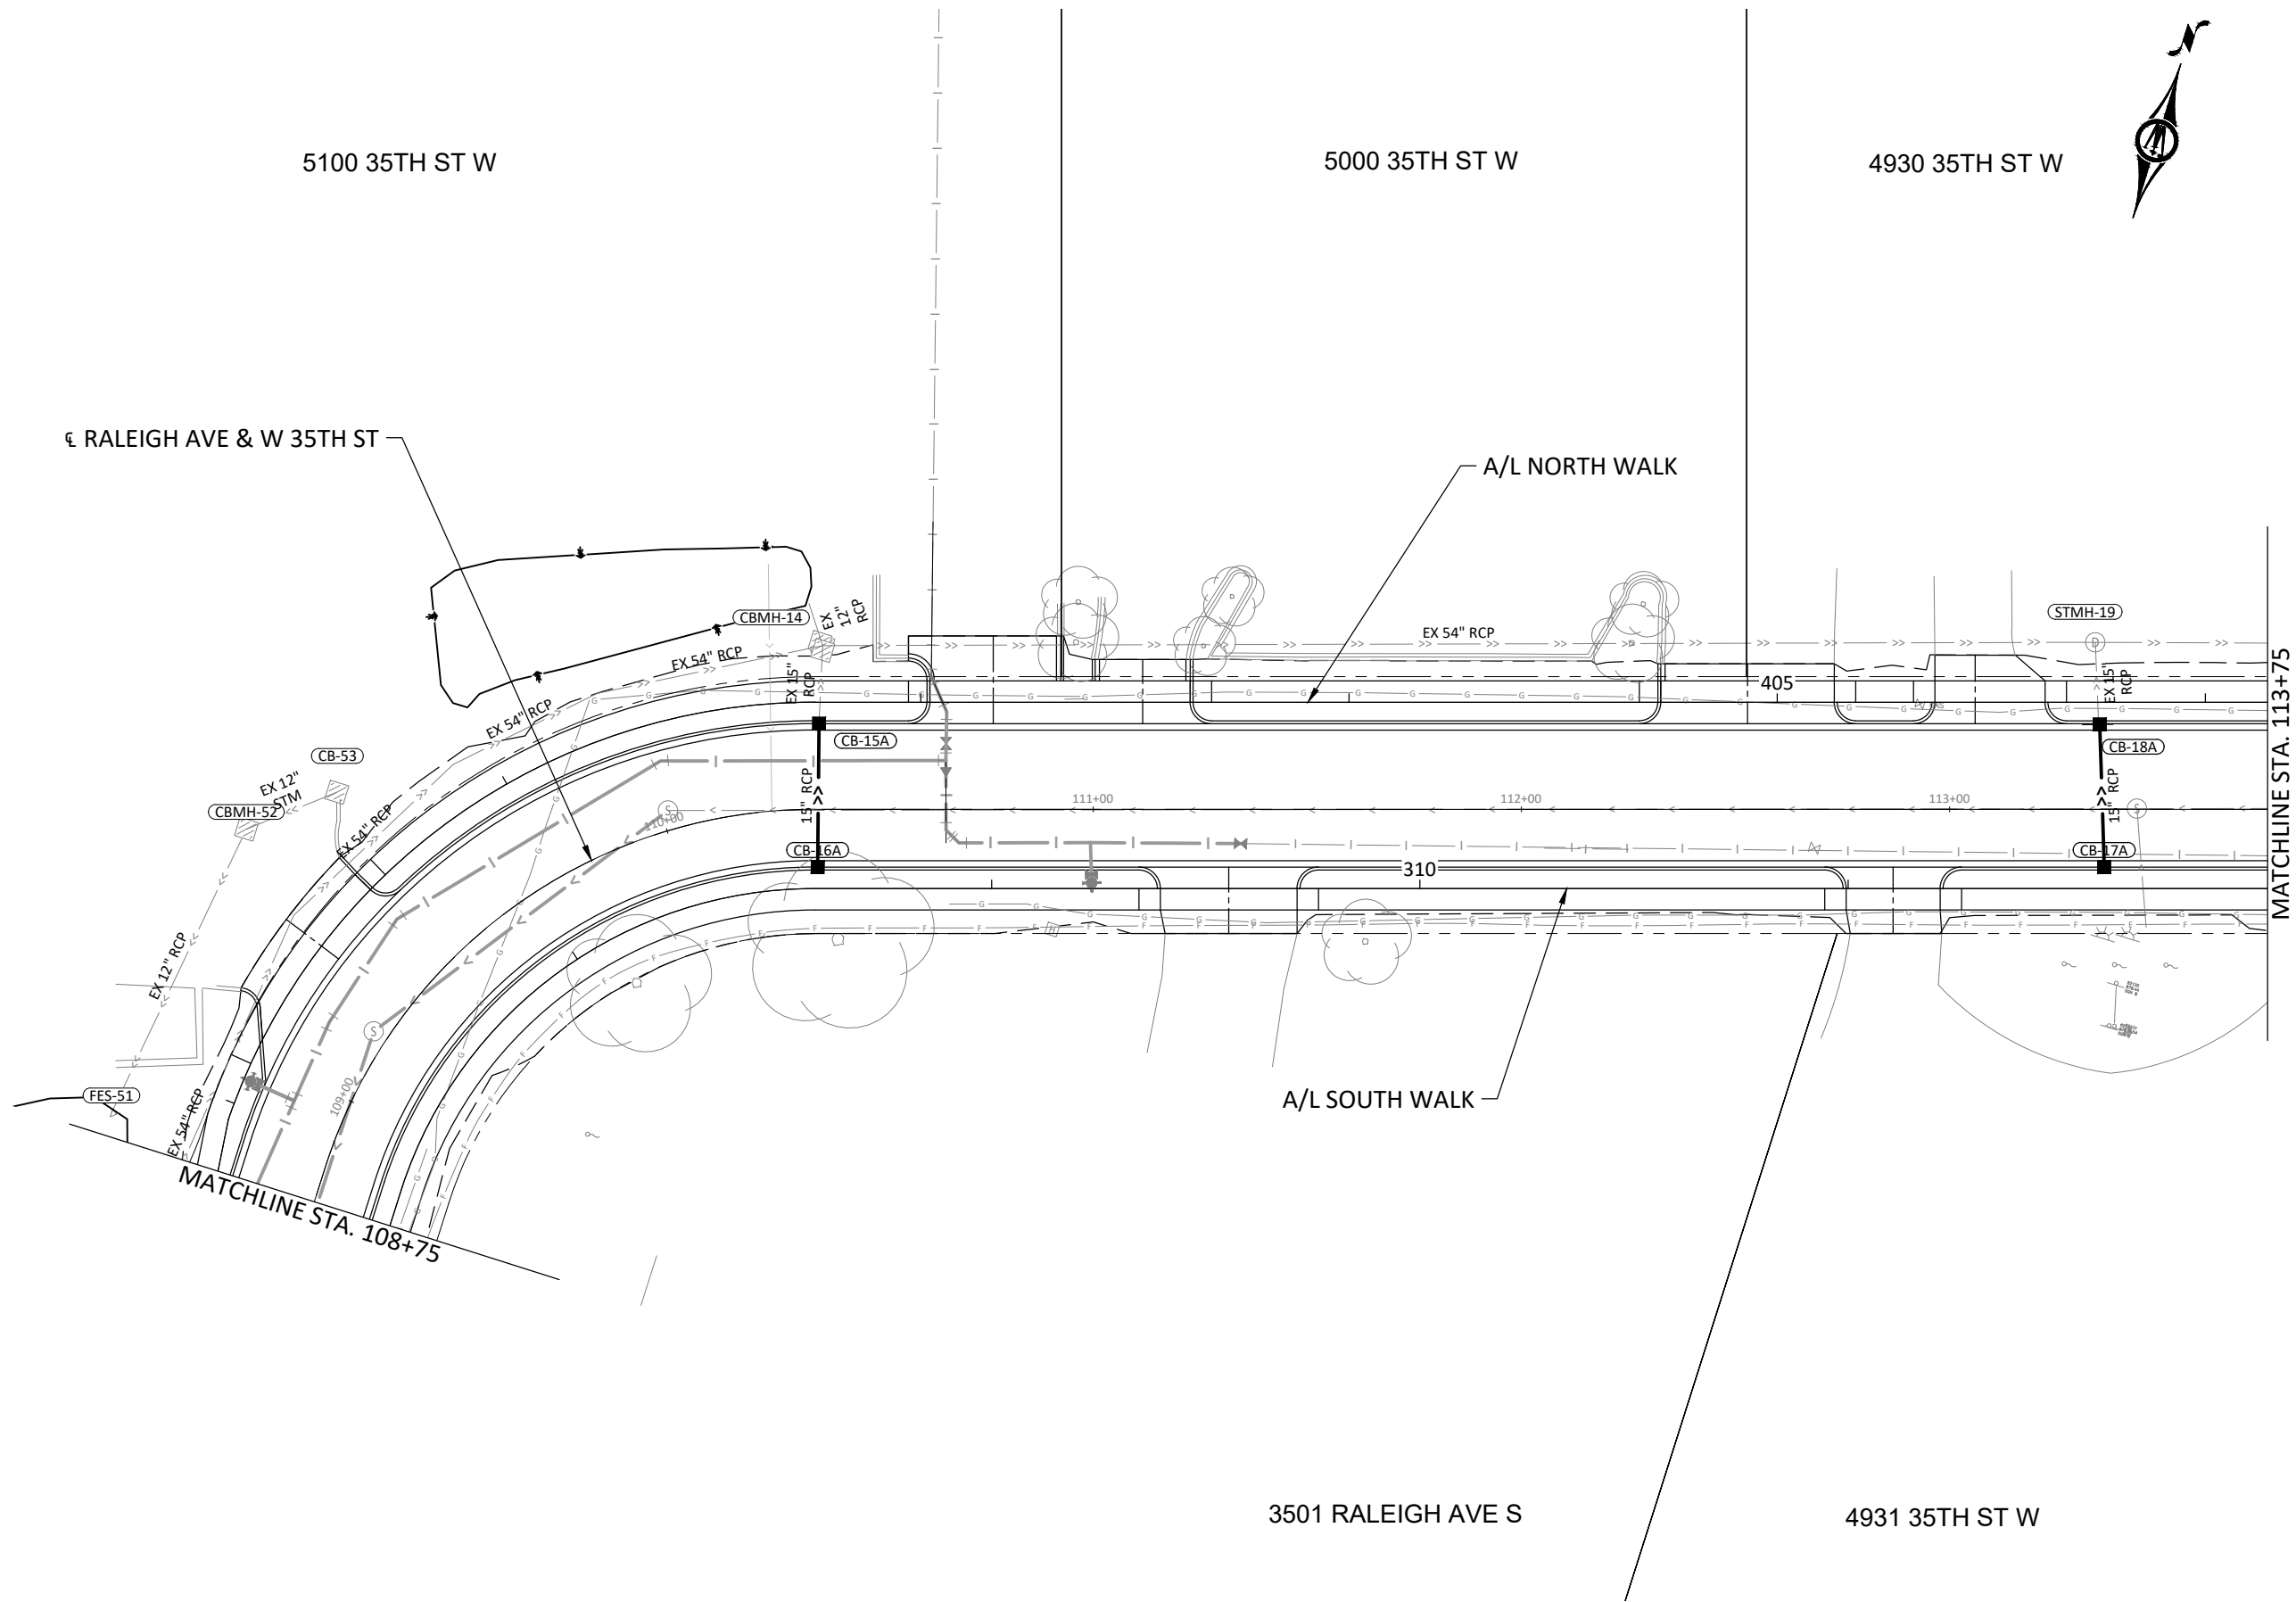 N
5100 35TH ST W
5000 35TH ST W
4930 35TH ST W
℄ RALEIGH AVE & W 35TH ST
A/L NORTH WALK
CBMH-14
EX
12"
RCP
EX 54" RCP
STMH-19
EX 54" RCP
EX 15"
RCP
405
EX 15"
RCP
EX 54" RCP
CB-15A
CB-18A
CB-53
EX 12"
STM
CBMH-52
EX 54" RCP
110+00
15" RCP
111+00
112+00
113+00
15" RCP
MATCHLINE STA. 113+75
CB-16A
310
CB-17A
EX 12" RCP
FES-51
EX 54" RCP
109+00
A/L SOUTH WALK
MATCHLINE STA. 108+75
3501 RALEIGH AVE S
4931 35TH ST W